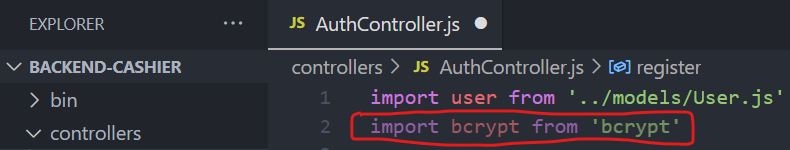 EXPLORER ···
JS AuthController.js ●
BACKEND-CASHIER
controllers > JS AuthController.js > register
> bin
1 import user from '../models/User.js'
controllers
2 import bcrypt from 'bcrypt'